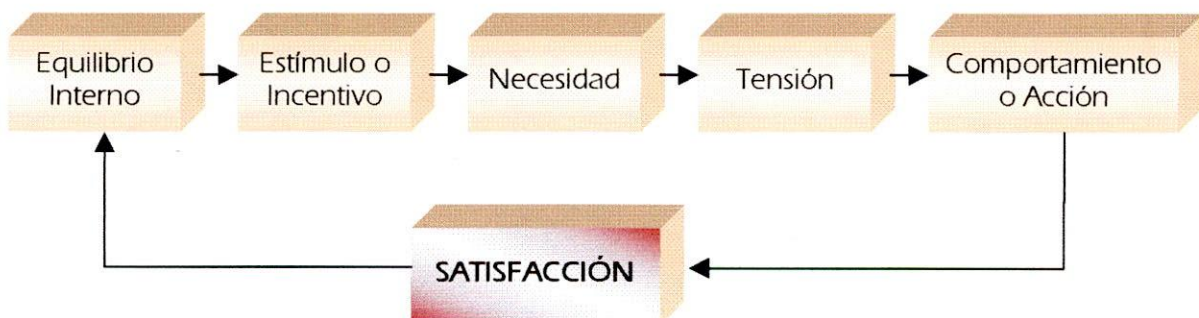 Equilibrio
Interno
Estímulo o
Incentivo
Necesidad
Tensión
Comportamiento
o Acción
SATISFACCIÓN